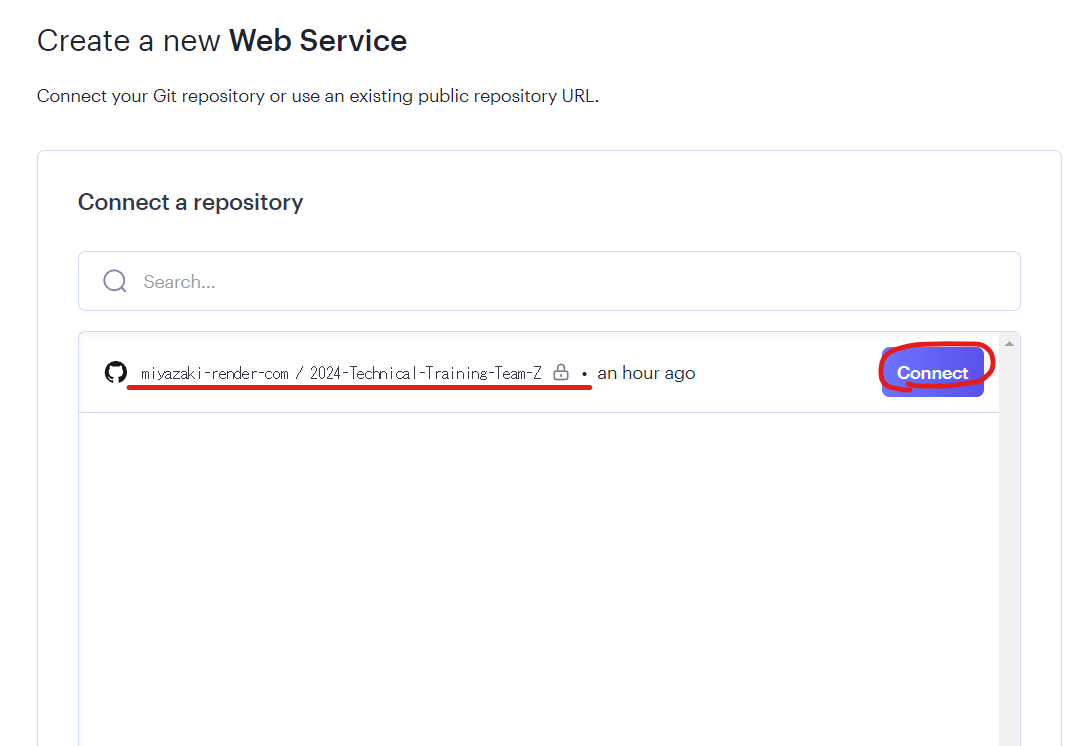 Create a new Web Service
Connect your Git repository or use an existing public repository URL.
Connect a repository
Search...
miyazaki-render-com / 2024-Technical-Training-Team-Z • an hour ago Connect